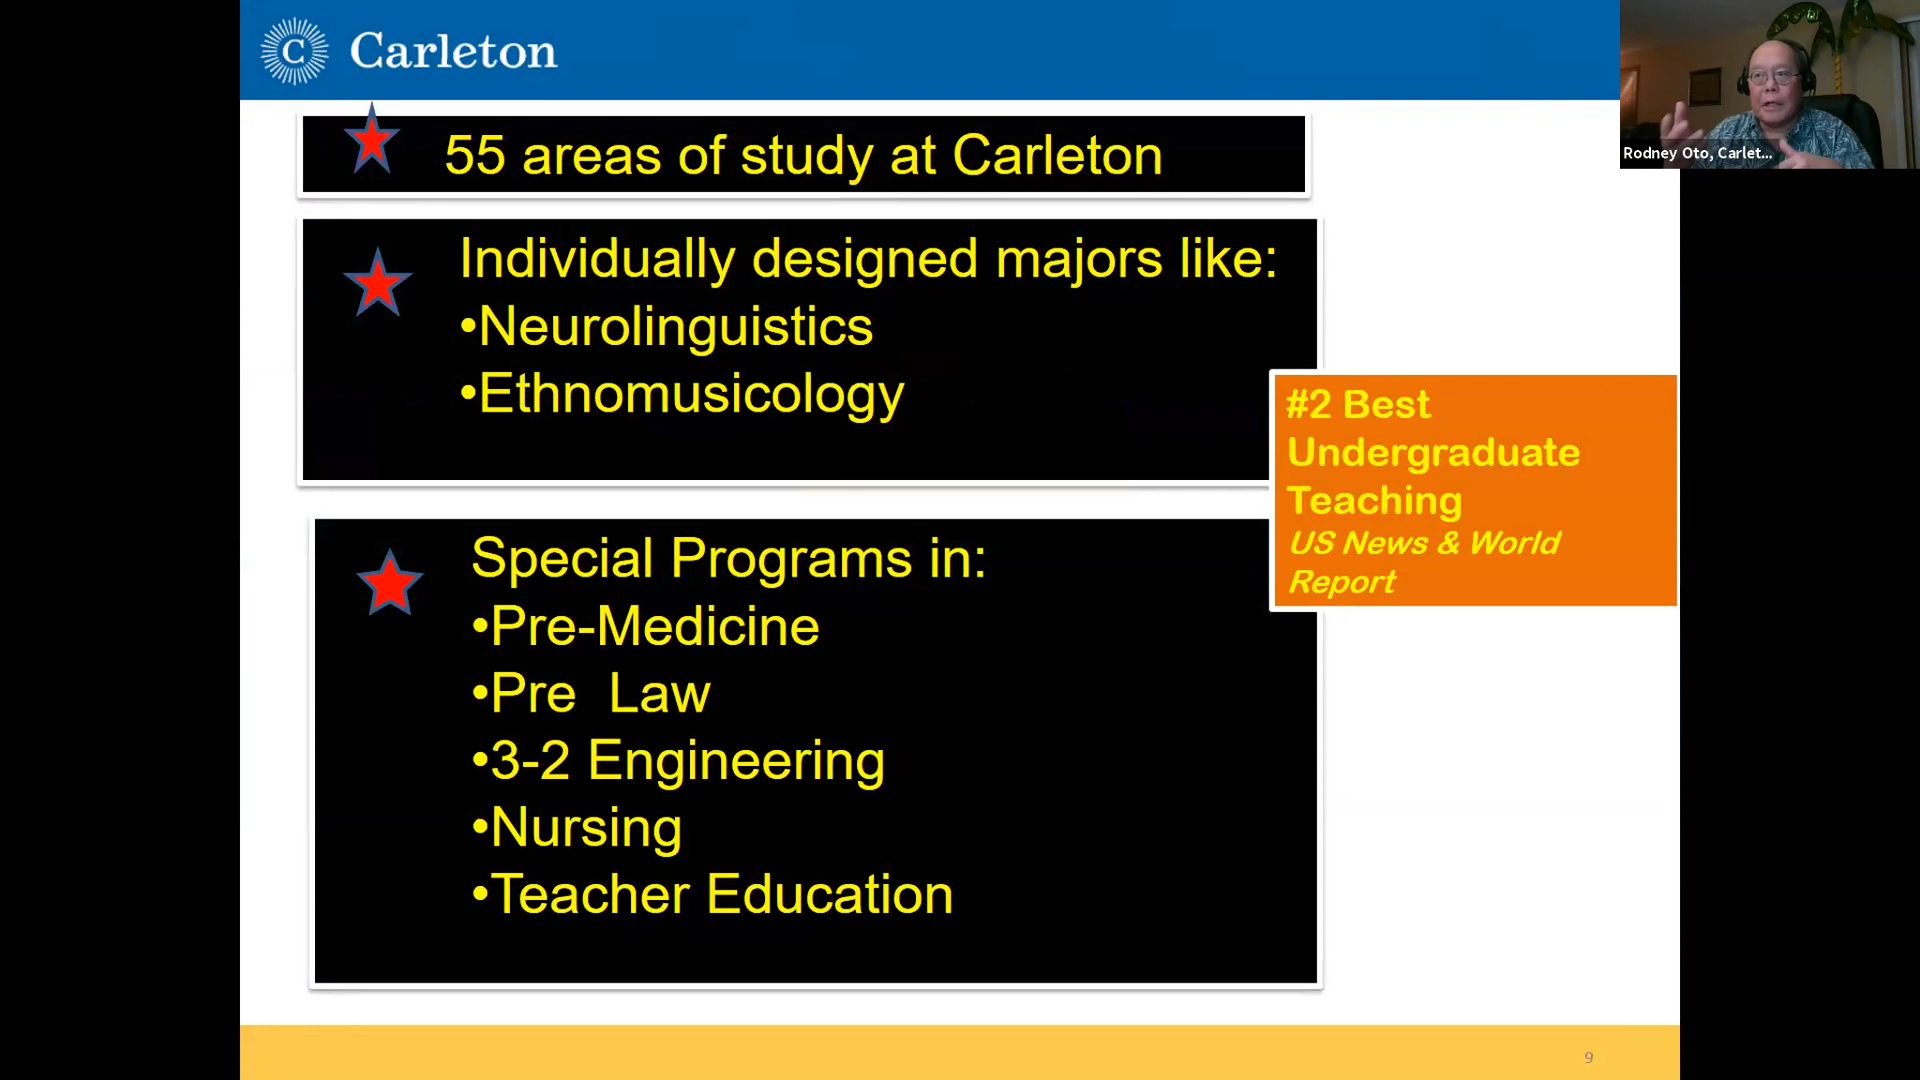 C Carleton
55 areas of study at Carleton
Individually designed majors like:
•Neurolinguistics
•Ethnomusicology
#2 Best
Undergraduate
Teaching
US News & World
Report
Special Programs in:
•Pre-Medicine
•Pre  Law
•3-2 Engineering
•Nursing
•Teacher Education
Rodney Oto, Carlet...
9